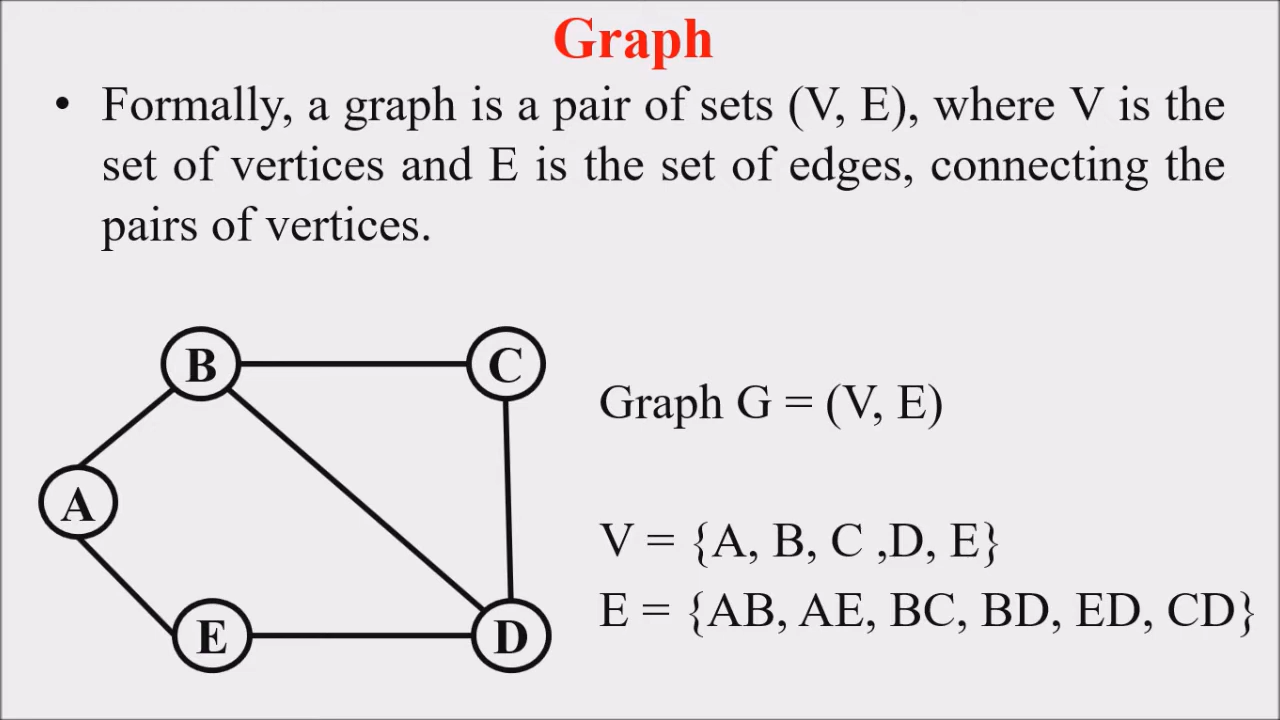 Graph
• Formally, a graph is a pair of sets (V, E), where V is the
set of vertices and E is the set of edges, connecting the
pairs of vertices.
B
C
Graph G = (V, E)
A
V = {A, B, C ,D, E}
E = {AB, AE, BC, BD, ED, CD}
E
D